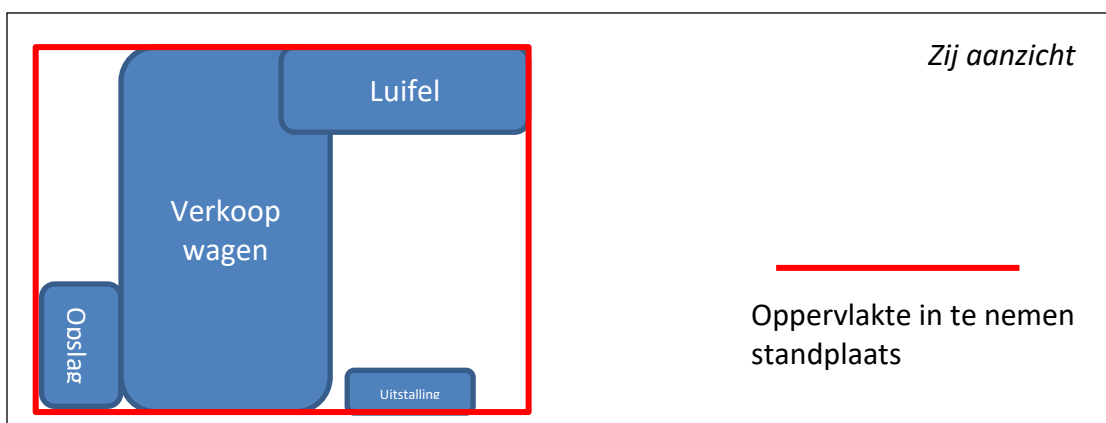 Zij aanzicht
Luifel
Verkoop
wagen
Opslag
Uitstalling
Oppervlakte in te nemen
standplaats